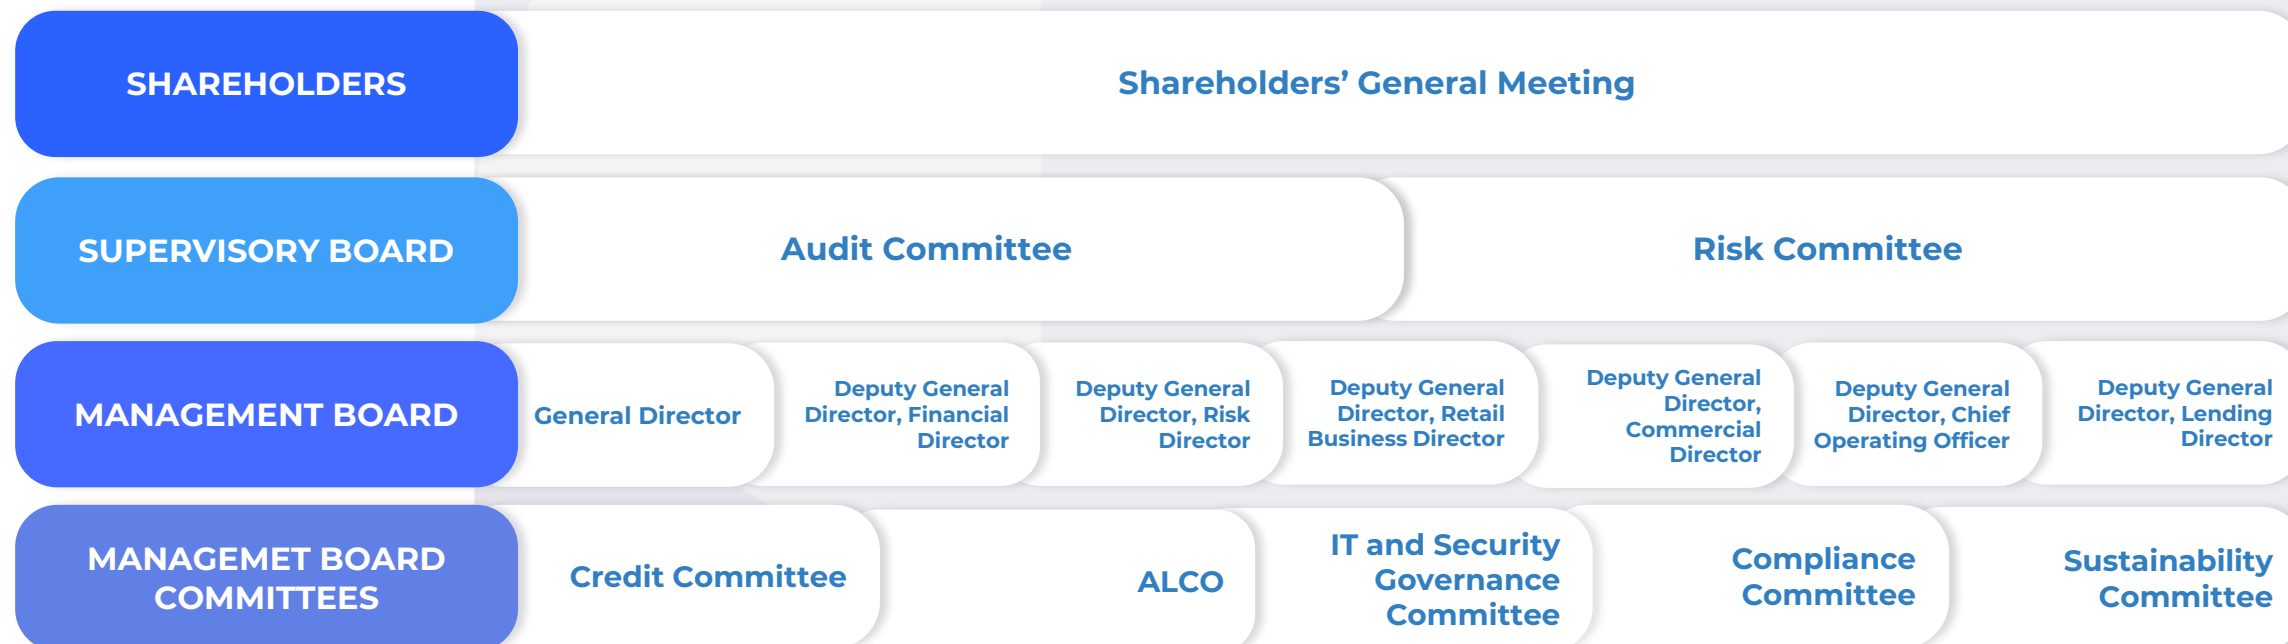 SHAREHOLDERS
Shareholders’ General Meeting
SUPERVISORY BOARD
Audit Committee
Risk Committee
MANAGEMENT BOARD
General Director
Deputy General
Director, Financial
Director
Deputy General
Director, Risk
Director
Deputy General
Director, Retail
Business Director
Deputy General
Director,
Commercial
Director
Deputy General
Director, Chief
Operating Officer
Deputy General
Director, Lending
Director
MANAGEMET BOARD
COMMITTEES
Credit Committee
ALCO
IT and Security
Governance
Committee
Compliance
Committee
Sustainability
Committee